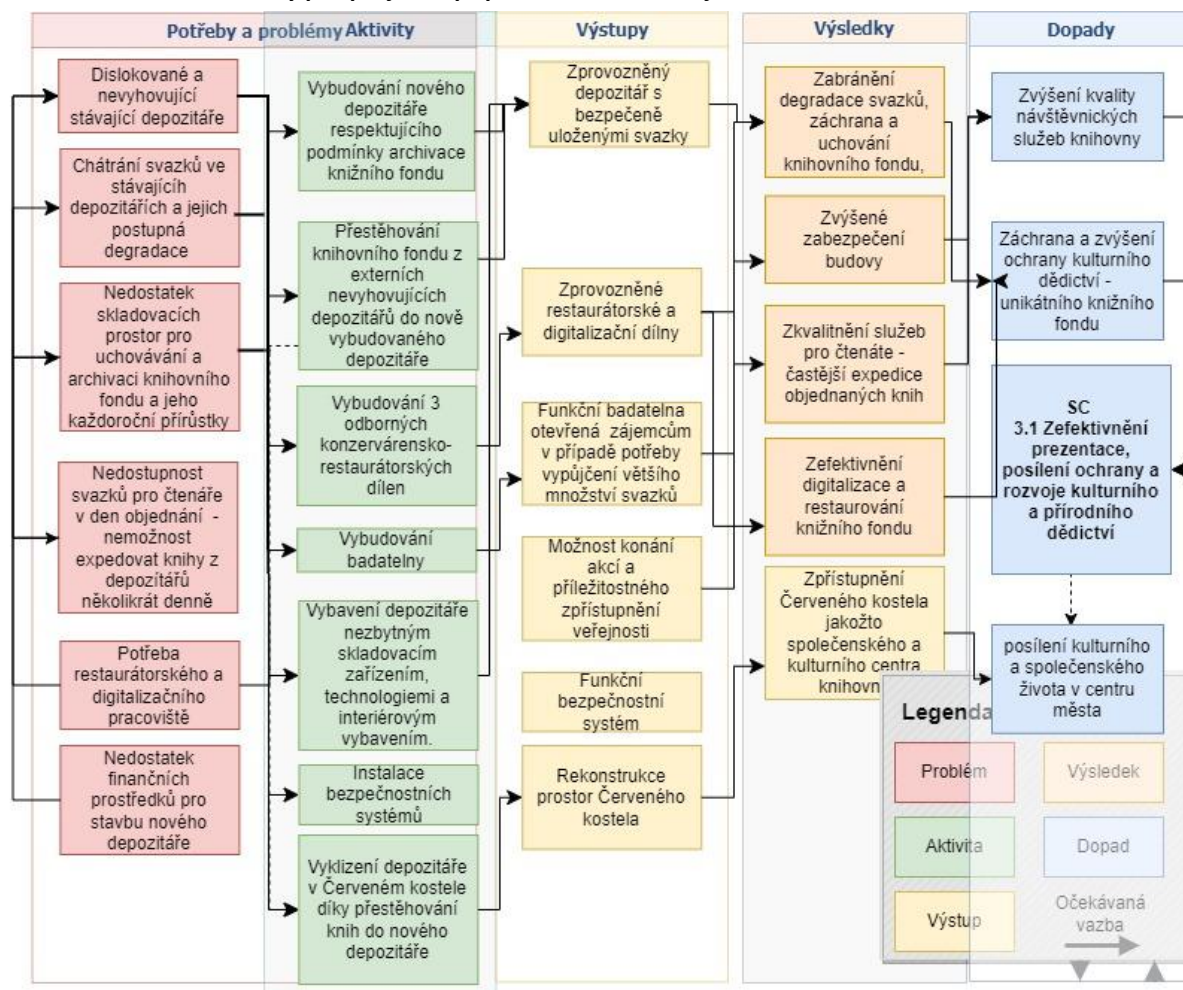 Potřeby a problémy
Dislokované a
nevyhovující
stávající depozitáře
Chátrání svazků ve
stávajícíh
depozitářích a jejich
postupná
degradace
Nedostatek
skladovacích
prostor pro
uchovávání a
archivaci knihovního
fondu a jeho
každoroční přírůstky
Nedostupnost
svazků pro čtenáře
v den objednání -
nemožnost
expedovat knihy z
depozitářů
několikrát denně
Potřeba
restaurátorského a
digitalizačního
pracoviště
Nedostatek
finančních
prostředků pro
stavbu nového
depozitáře
Aktivity
Vybudování nového
depozitáře
respektujícího
podmínky archivace
knižního fondu
Přestěhování
knihovního fondu z
externích
nevyhovujících
depozitářů do nově
vybudovaného
depozitáře
Vybudování 3
odborných
konzervárensko-
restaurátorských
dílen
Vybudování
badatelny
Vybavení depozitáře
nezbytným
skladovacím
zařízením,
technologiemi a
interiérovým
vybavením.
Instalace
bezpečnostních
systémů
Vyklizení depozitáře
v Červeném kostele
díky přestěhování
knih do nového
depozitáře
Výstupy
Zprovozněný
depozitář s
bezpečeně
uloženými svazky
Zprovozněné
restaurátorské a
digitalizační dílny
Funkční badatelna
otevřená zájemcům
v případě potřeby
vypůjčení většího
množství svazků
Možnost konání
akcí a
příležitostného
zpřístupnění
veřejnosti
Funkční
bezpečnostní
systém
Rekonstrukce
prostor Červeného
kostela
Výsledky
Zabránění
degradace svazků,
záchrana a
uchování
knihovního fondu,
Zvýšené
zabezpečení
budovy
Zkvalitnění služeb
pro čtenáte -
častější expedice
objednaných knih
Zefektivnění
digitalizace a
restaurování
knižního fondu
Zpřístupnění
Červeného kostela
jakožto
společenského a
kulturního centra
knihovn
Dopady
Zvýšení kvality
návštěvnických
služeb knihovny
Záchrana a zvýšení
ochrany kulturního
dědictví -
unikátního knižního
fondu
SC
3.1 Zefektivnění
prezentace,
posílení ochrany a
rozvoje kulturního
a přírodního
dědictví
posílení kulturního
a společenského
života v centru
města
Legenda
Problém
Výsledek
Aktivita
Dopad
Výstup
Očekávaná
vazba